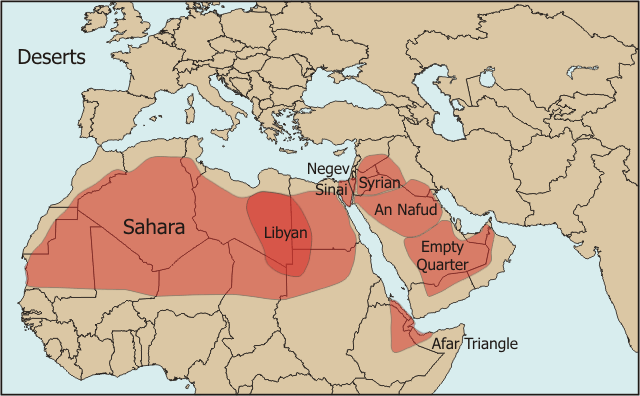 Deserts
Negev
Sinai
Syrian
An Nafud
Sahara
Libyan
Empty
Quarter
Afar Triangle